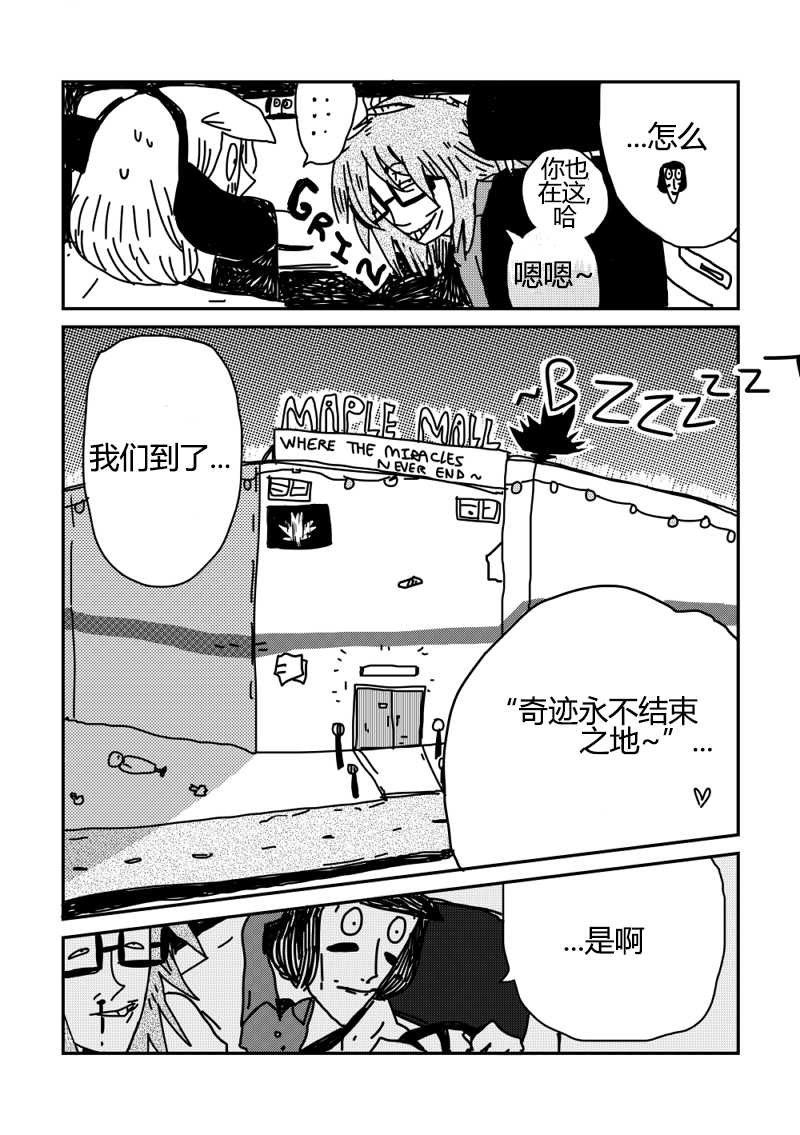 ...怎么
你也
在这,
哈
嗯嗯~
......
GRIN
我们到了...
MAPLE MALL
WHERE THE MIRACLES
NEVER END~
~BZZZZZT
“奇迹永不结束
之地~” ...
♡
...是啊